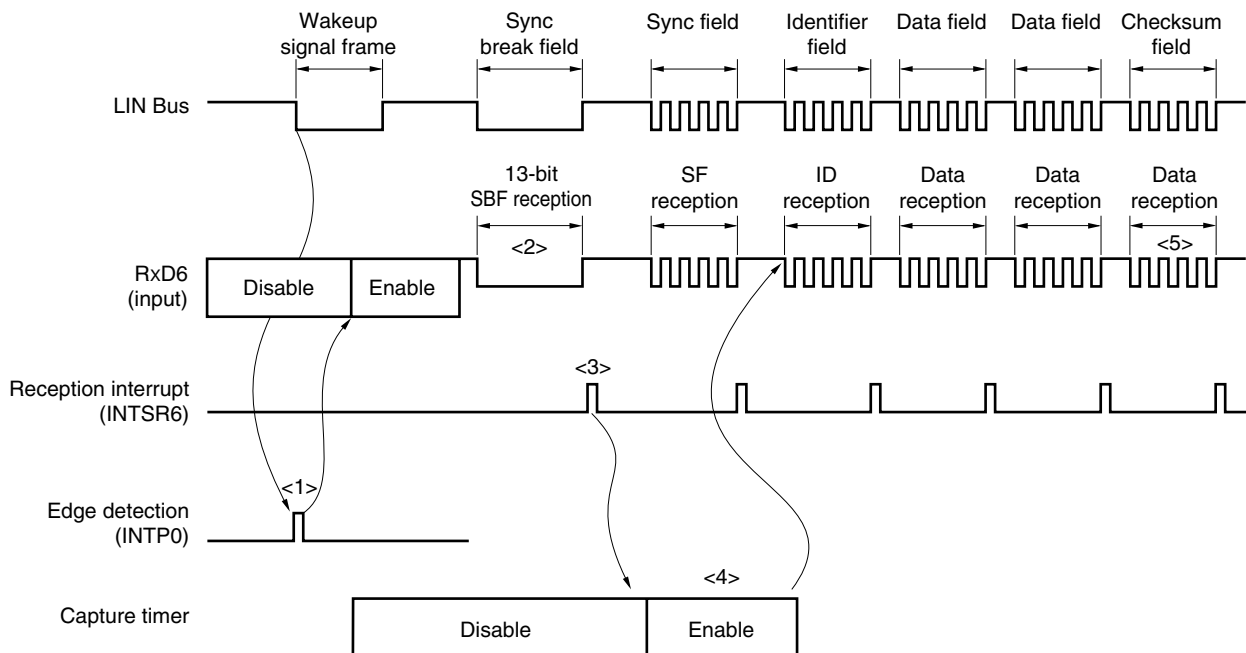 Wakeup
signal frame
Sync
break field
Sync field
Identifier
field
Data field
Data field
Checksum
field
LIN Bus
13-bit
SBF reception
SF
reception
ID
reception
Data
reception
Data
reception
Data
reception
<2>
<5>
RxD6
(input)
Disable
Enable
Reception interrupt
(INTSR6)
<3>
Edge detection
(INTP0)
<1>
Capture timer
Disable
Enable
<4>